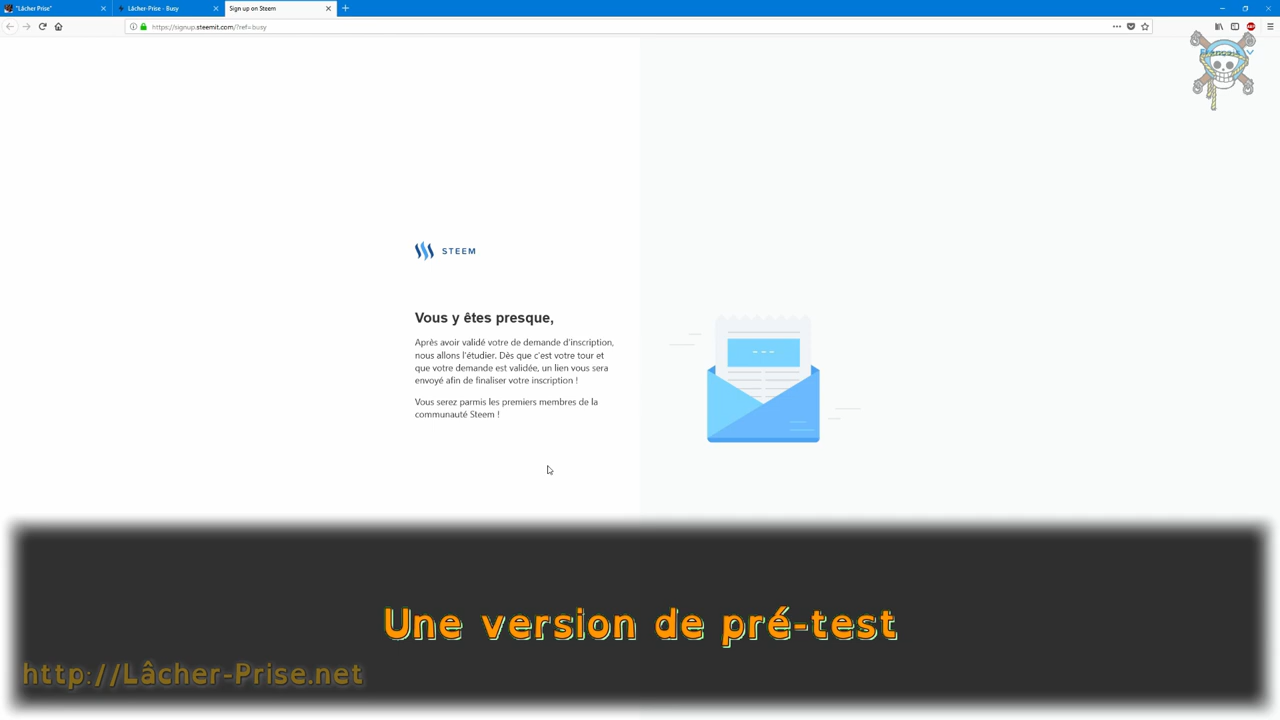 "Lâcher Prise"
Lâcher-Prise - Busy
Sign up on Steem
https://signup.steemit.com/?ref=busy
STEEM
Vous y êtes presque,
Après avoir validé votre de demande d'inscription,
nous allons l'étudier. Dès que c'est votre tour et
que votre demande est validée, un lien vous sera
envoyé afin de finaliser votre inscription !
Vous serez parmis les premiers membres de la
communauté Steem !
Une version de pré-test
http://Lâcher-Prise.net